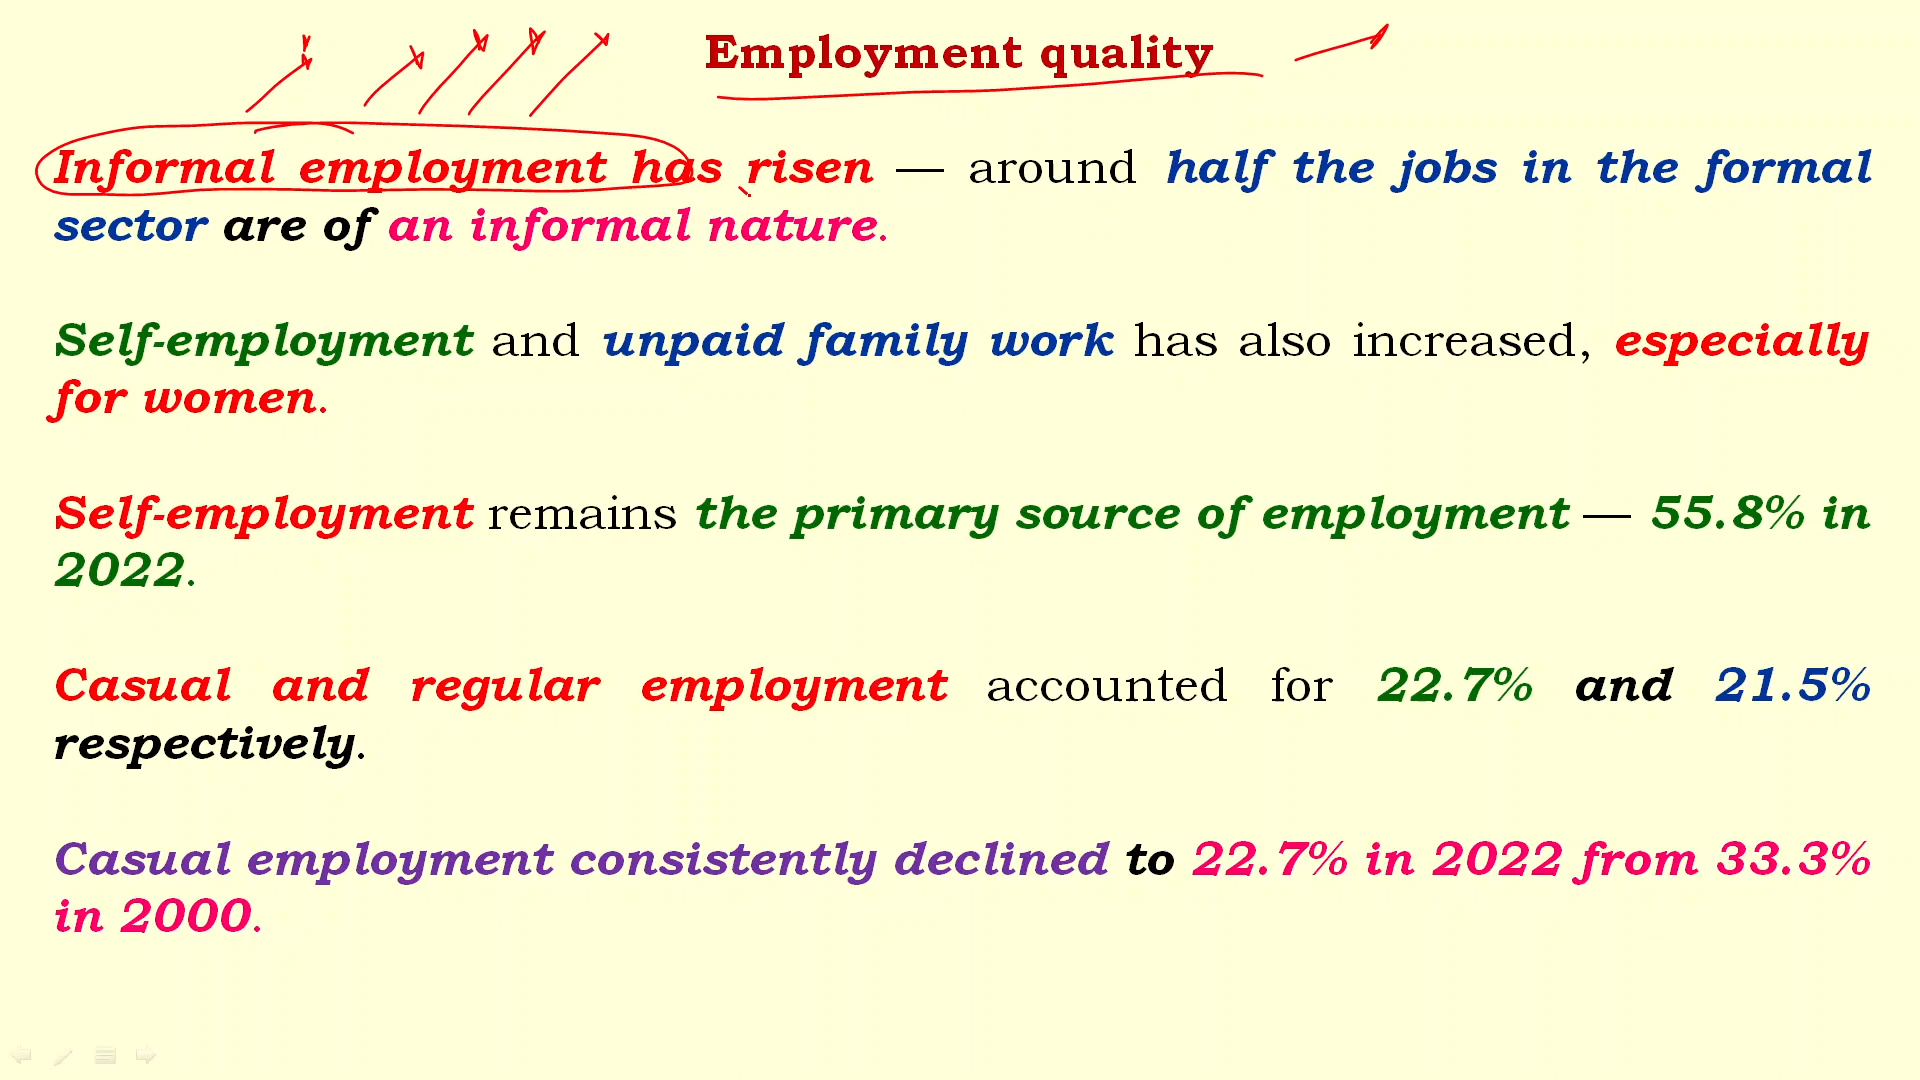 Employment quality
Informal employment has risen — around half the jobs in the formal
sector are of an informal nature.
Self-employment and unpaid family work has also increased, especially
for women.
Self-employment remains the primary source of employment — 55.8% in
2022.
Casual and regular employment accounted for 22.7% and 21.5%
respectively.
Casual employment consistently declined to 22.7% in 2022 from 33.3%
in 2000.